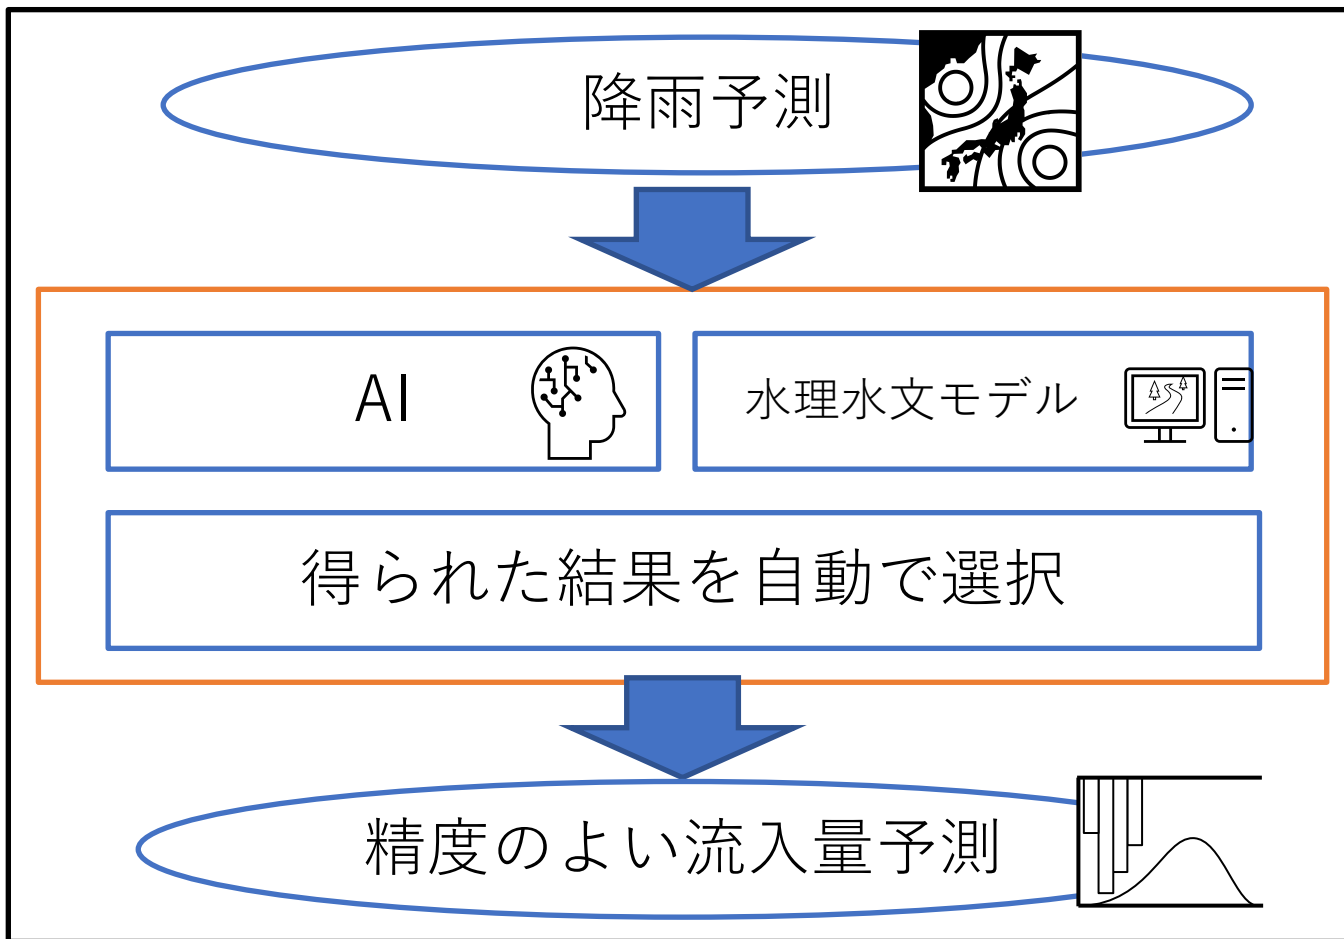 降雨予測
AI
水理水文モデル
得られた結果を自動で選択
精度のよい流入量予測